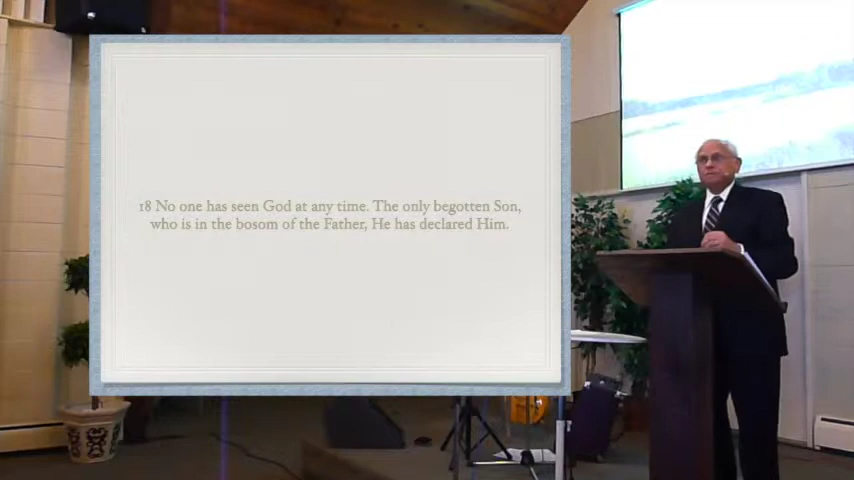 18 No one has seen God at any time. The only begotten Son,
who is in the bosom of the Father, He has declared Him.